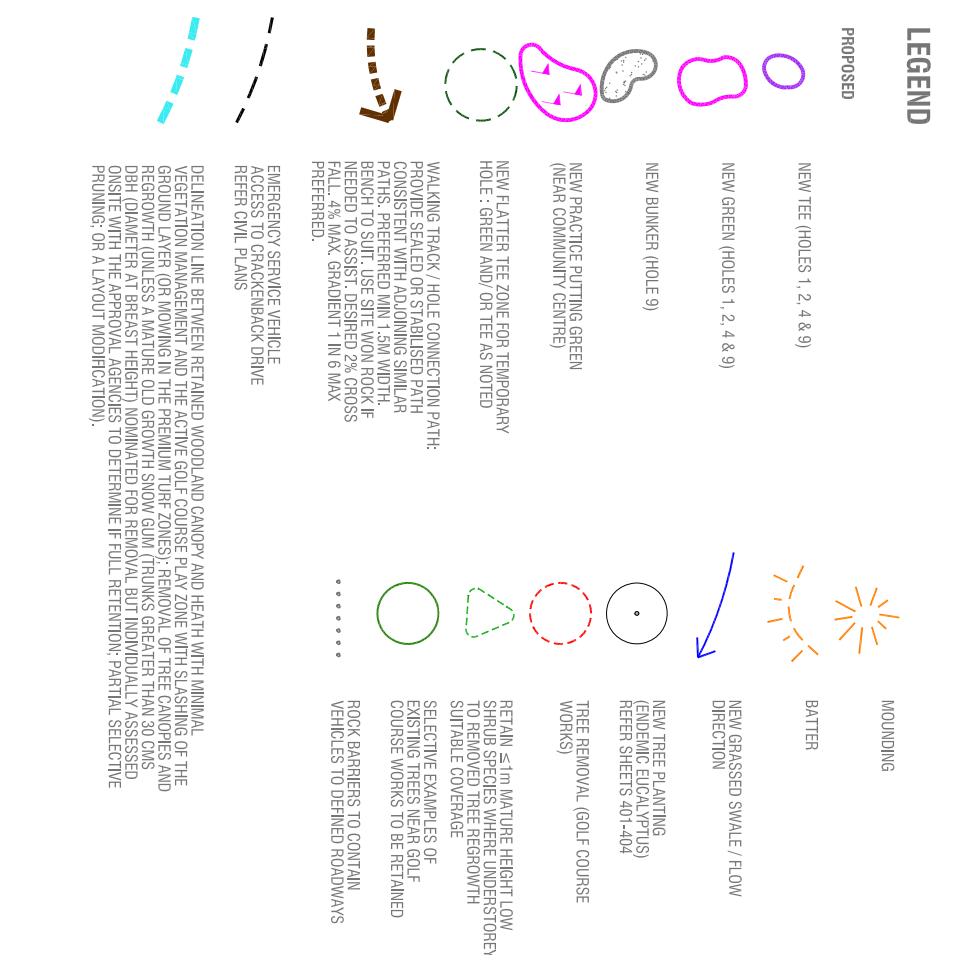 LEGEND
PROPOSED
NEW TEE (HOLES 1, 2, 4 & 9)
NEW GREEN (HOLES 1, 2, 4 & 9)
NEW BUNKER (HOLE 9)
NEW PRACTICE PUTTING GREEN
(NEAR COMMUNITY CENTRE)
NEW FLATTER TEE ZONE FOR TEMPORARY
HOLE : GREEN AND/ OR TEE AS NOTED
WALKING TRACK / HOLE CONNECTION PATH:
PROVIDE SEALED OR STABILISED PATH
CONSISTENT WITH ADJOINING SIMILAR
PATHS. PREFERRED MIN 1.5M WIDTH.
BENCH TO SUIT. USE SITE WON ROCK IF
NEEDED TO ASSIST. DESIRED 2% CROSS
FALL. 4% MAX. GRADIENT 1 IN 6 MAX
PREFERRED.
EMERGENCY SERVICE VEHICLE
ACCESS TO CRACKENBACK DRIVE
REFER CIVIL PLANS
DELINEATION LINE BETWEEN RETAINED WOODLAND CANOPY AND HEATH WITH MINIMAL
VEGETATION MANAGEMENT AND THE ACTIVE GOLF COURSE PLAY ZONE WITH SLASHING OF THE
GROUND LAYER (OR MOWING IN THE PREMIUM TURF ZONES); REMOVAL OF TREE CANOPIES AND
REGROWTH (UNLESS A MATURE OLD GROWTH SNOW GUM (TRUNKS GREATER THAN 30 CMS
DBH (DIAMETER AT BREAST HEIGHT) NOMINATED FOR REMOVAL BUT INDIVIDUALLY ASSESSED
ONSITE WITH THE APPROVAL AGENCIES TO DETERMINE IF FULL RETENTION; PARTIAL SELECTIVE
PRUNING; OR A LAYOUT MODIFICATION).
MOUNDING
BATTER
NEW GRASSED SWALE / FLOW
DIRECTION
NEW TREE PLANTING
(ENDEMIC EUCALYPTUS)
REFER SHEETS 401-404
TREE REMOVAL (GOLF COURSE
WORKS)
RETAIN ≤1m MATURE HEIGHT LOW
SHRUB SPECIES WHERE UNDERSTOREY
TO REMOVED TREE REGROWTH
SUITABLE COVERAGE
SELECTIVE EXAMPLES OF
EXISTING TREES NEAR GOLF
COURSE WORKS TO BE RETAINED
ROCK BARRIERS TO CONTAIN
VEHICLES TO DEFINED ROADWAYS